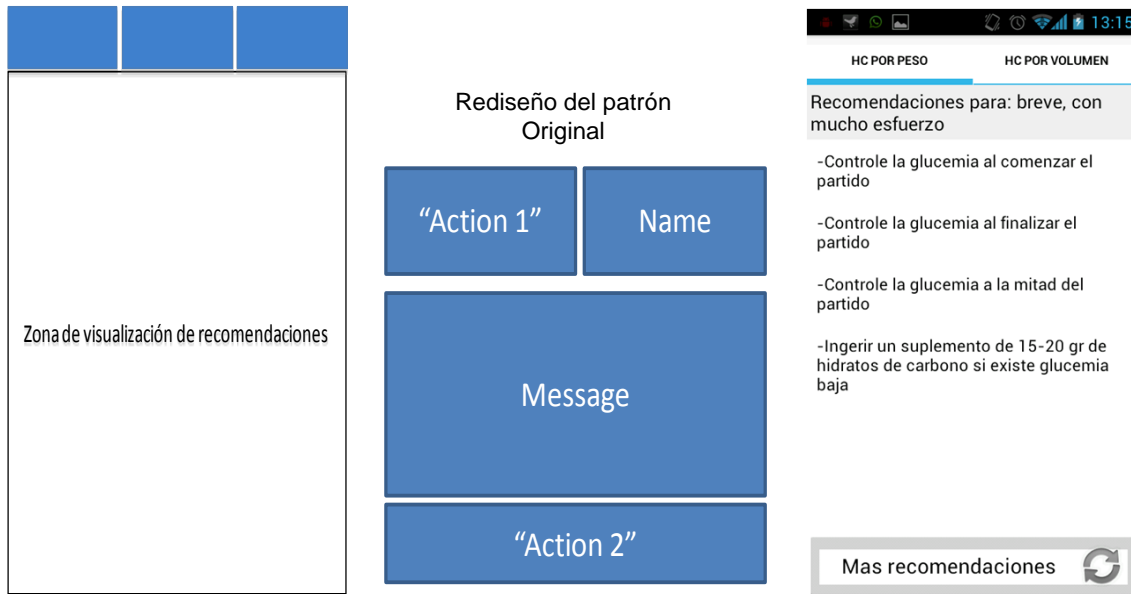 Zona de visualización de recomendaciones
Rediseño del patrón
Original
“Action 1”
Name
Message
“Action 2”
13:15
HC POR PESO
HC POR VOLUMEN
Recomendaciones para: breve, con
mucho esfuerzo
-Controle la glucemia al comenzar el
partido
-Controle la glucemia al finalizar el
partido
-Controle la glucemia a la mitad del
partido
-Ingerir un suplemento de 15-20 gr de
hidratos de carbono si existe glucemia
baja
Mas recomendaciones